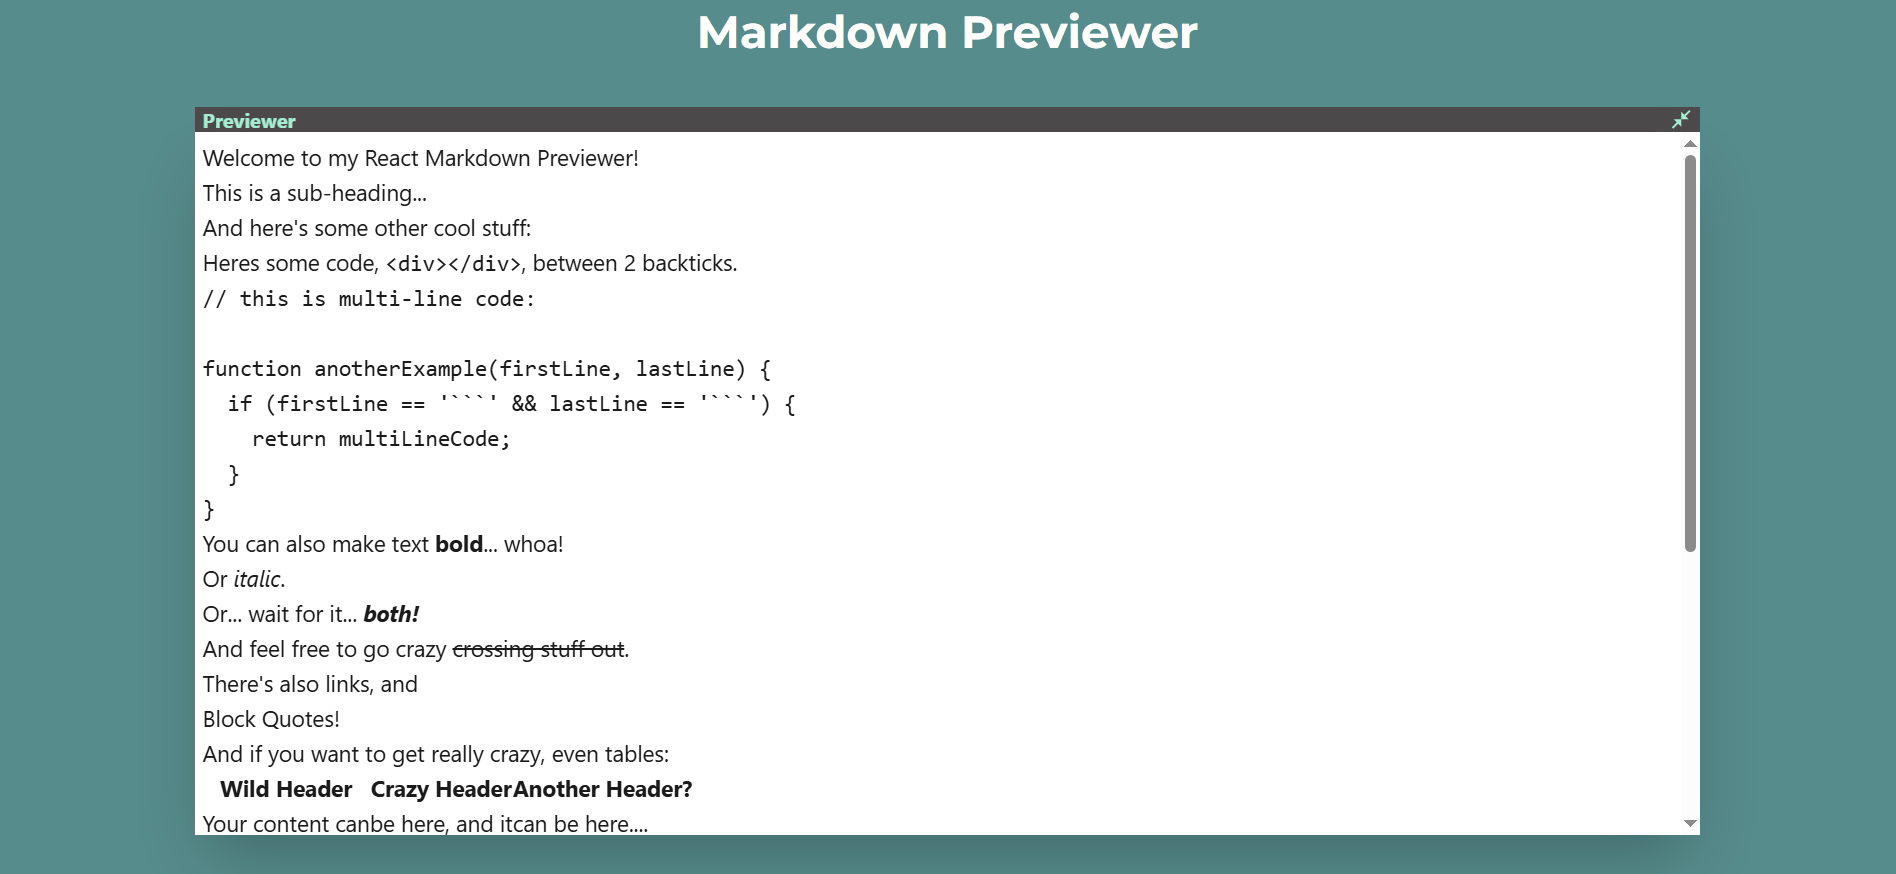 Markdown Previewer
Previewer
Welcome to my React Markdown Previewer!
This is a sub-heading...
And here's some other cool stuff:
Heres some code, <div></div>, between 2 backticks.
// this is multi-line code:

function anotherExample(firstLine, lastLine) {
  if (firstLine == '```' && lastLine == '```') {
    return multiLineCode;
  }
}
You can also make text bold... whoa!
Or italic.
Or... wait for it... both!
And feel free to go crazy crossing stuff out.
There's also links, and
Block Quotes!
And if you want to get really crazy, even tables:
Wild Header Crazy HeaderAnother Header?
Your content canbe here, and itcan be here....